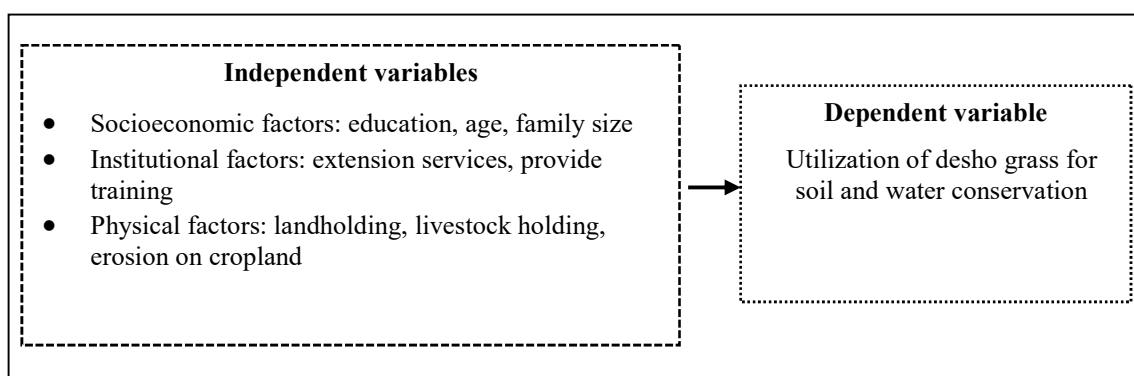 Independent variables
● Socioeconomic factors: education, age, family size
● Institutional factors: extension services, provide
training
● Physical factors: landholding, livestock holding,
erosion on cropland
Dependent variable
Utilization of desho grass for
soil and water conservation